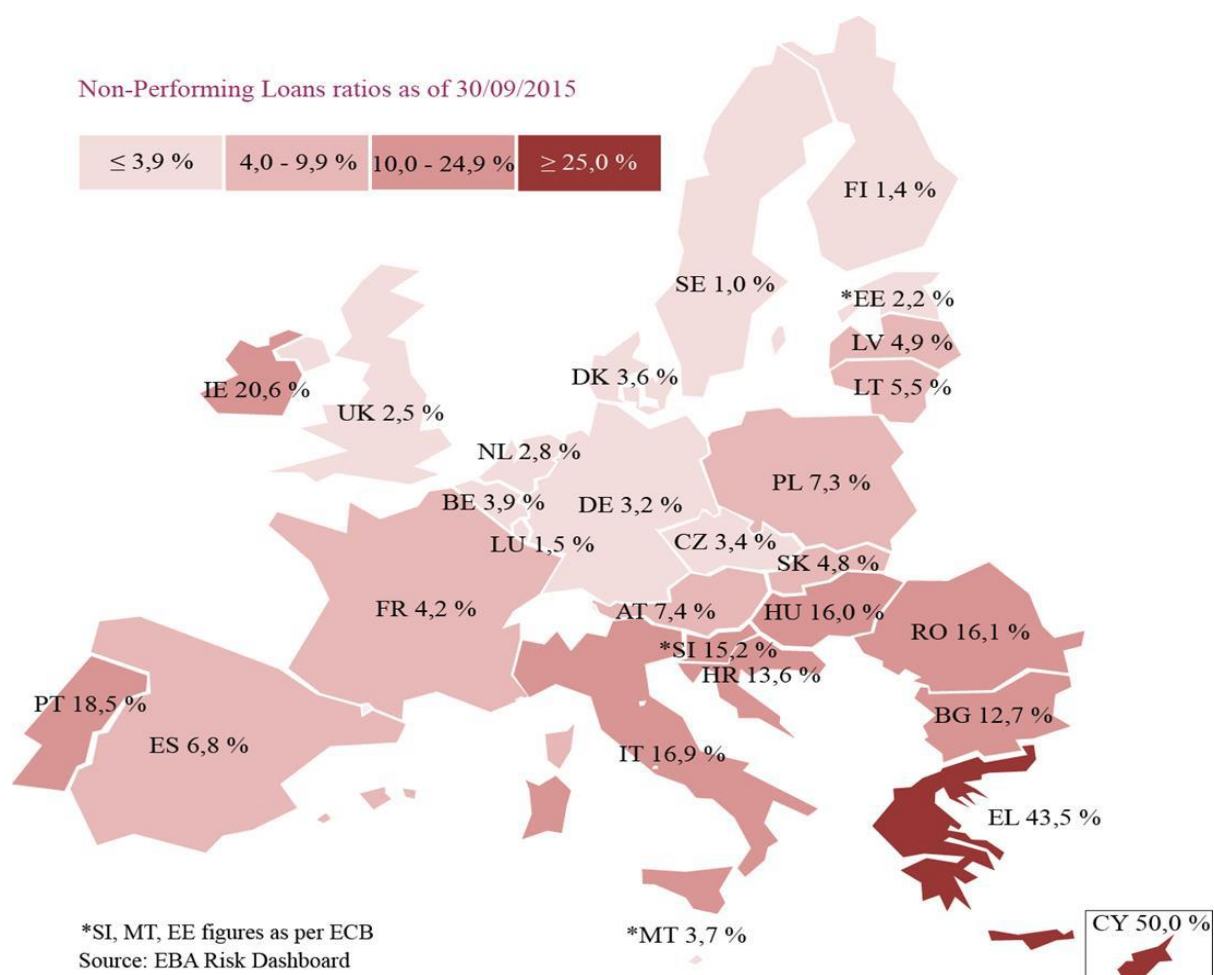 Non-Performing Loans ratios as of 30/09/2015
≤ 3,9 %
4,0 - 9,9 %
10,0 - 24,9 %
≥ 25,0 %
FI 1,4 %
SE 1,0 %
*EE 2,2 %
LV 4,9 %
DK 3,6 %
LT 5,5 %
IE 20,6 %
UK 2,5 %
NL 2,8 %
PL 7,3 %
BE 3,9 %
DE 3,2 %
LU 1,5 %
CZ 3,4 %
SK 4,8 %
FR 4,2 %
AT 7,4 %
HU 16,0 %
RO 16,1 %
*SI 15,2 %
HR 13,6 %
PT 18,5 %
BG 12,7 %
ES 6,8 %
IT 16,9 %
EL 43,5 %
CY 50,0 %
*MT 3,7 %
*SI, MT, EE figures as per ECB
Source: EBA Risk Dashboard